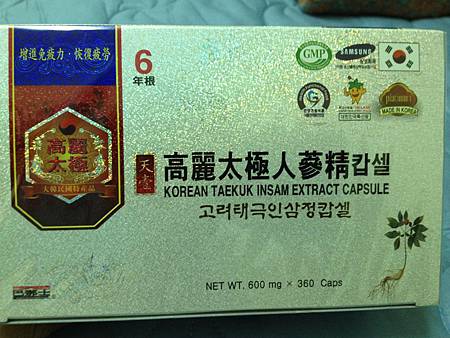 增進免疫力·恢復疲勞
6
年根
GMP
SAMSUNG
高麗
太極
大韓民國特産品
MADE IN KOREA
天壽
高麗太極人蔘精캅셀
KOREAN TAEKUK INSAM EXTRACT CAPSULE
고려태극인삼정캅셀
NET WT. 600 mg × 360 Caps